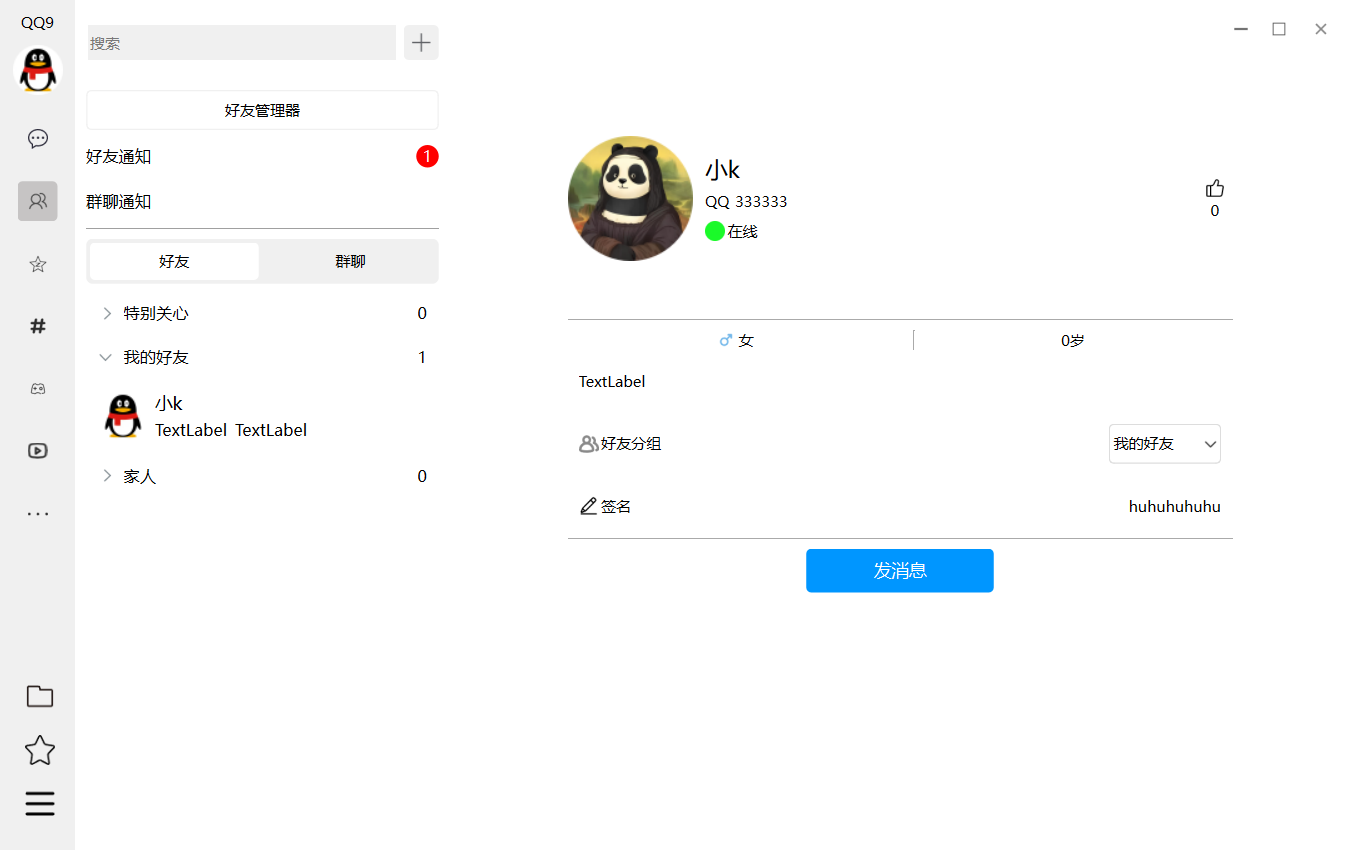 QQ9
搜索
好友管理器
好友通知 1
群聊通知
好友 群聊
特别关心 0
我的好友 1
小k
TextLabel TextLabel
家人 0
小k
QQ 333333
在线
0
女 0岁
TextLabel
好友分组 我的好友
签名 huhuhuhuhu
发消息